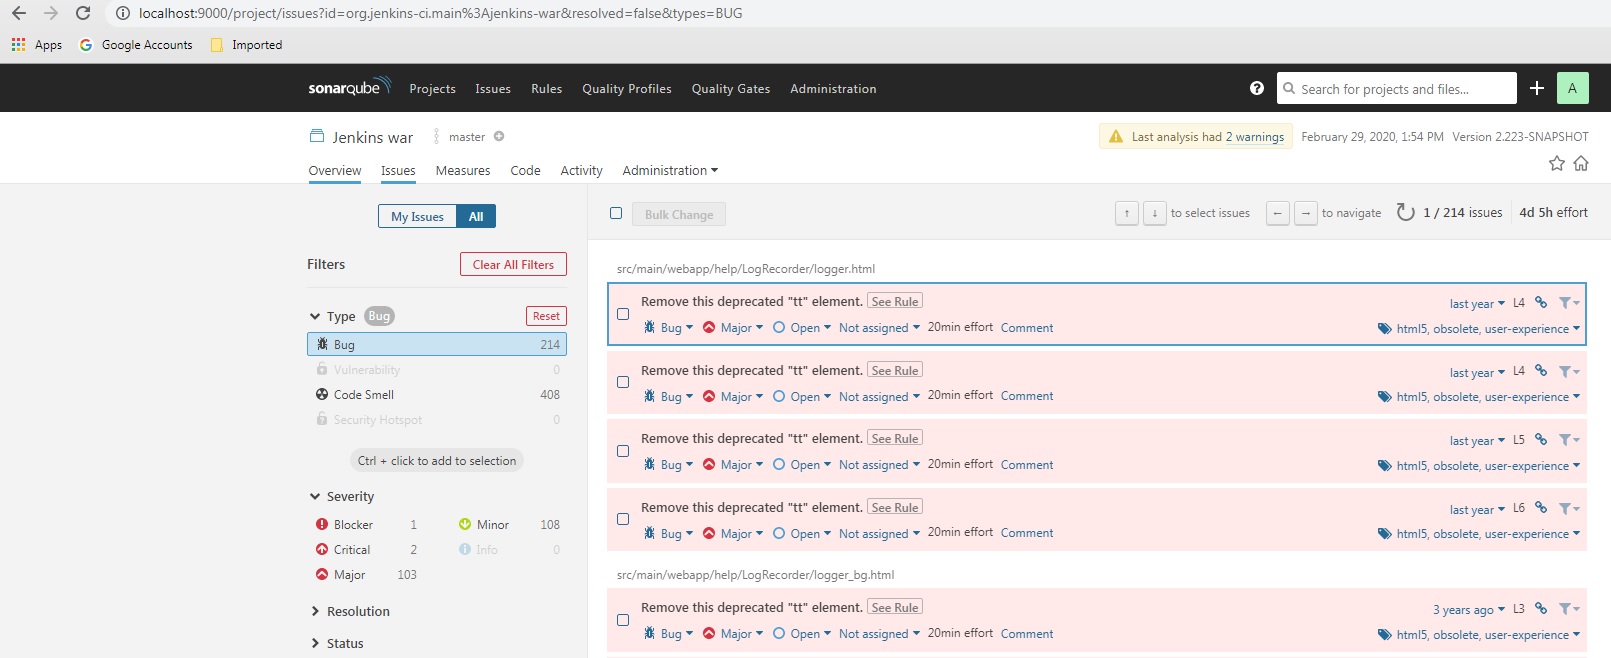 localhost:9000/project/issues?id=org.jenkins-ci.main%3Ajenkins-war&resolved=false&types=BUG
Apps Google Accounts Imported
sonarqube Projects Issues Rules Quality Profiles Quality Gates Administration ? Search for projects and files... A
Jenkins war master Last analysis had 2 warnings February 29, 2020, 1:54 PM Version 2.223-SNAPSHOT
Overview Issues Measures Code Activity Administration
My Issues All Bulk Change ↑ ↓ to select issues ← → to navigate 1 / 214 issues 4d 5h effort
Filters Clear All Filters
Type Bug Reset
Bug 214
Vulnerability 0
Code Smell 408
Security Hotspot 0
Ctrl + click to add to selection
Severity
Blocker 1 Minor 108
Critical 2 Info 0
Major 103
Resolution
Status
src/main/webapp/help/LogRecorder/logger.html
Remove this deprecated "tt" element. See Rule last year L4
Bug Major Open Not assigned 20min effort Comment html5, obsolete, user-experience
Remove this deprecated "tt" element. See Rule last year L4
Bug Major Open Not assigned 20min effort Comment html5, obsolete, user-experience
Remove this deprecated "tt" element. See Rule last year L5
Bug Major Open Not assigned 20min effort Comment html5, obsolete, user-experience
Remove this deprecated "tt" element. See Rule last year L6
Bug Major Open Not assigned 20min effort Comment html5, obsolete, user-experience
src/main/webapp/help/LogRecorder/logger_bg.html
Remove this deprecated "tt" element. See Rule 3 years ago L3
Bug Major Open Not assigned 20min effort Comment html5, obsolete, user-experience